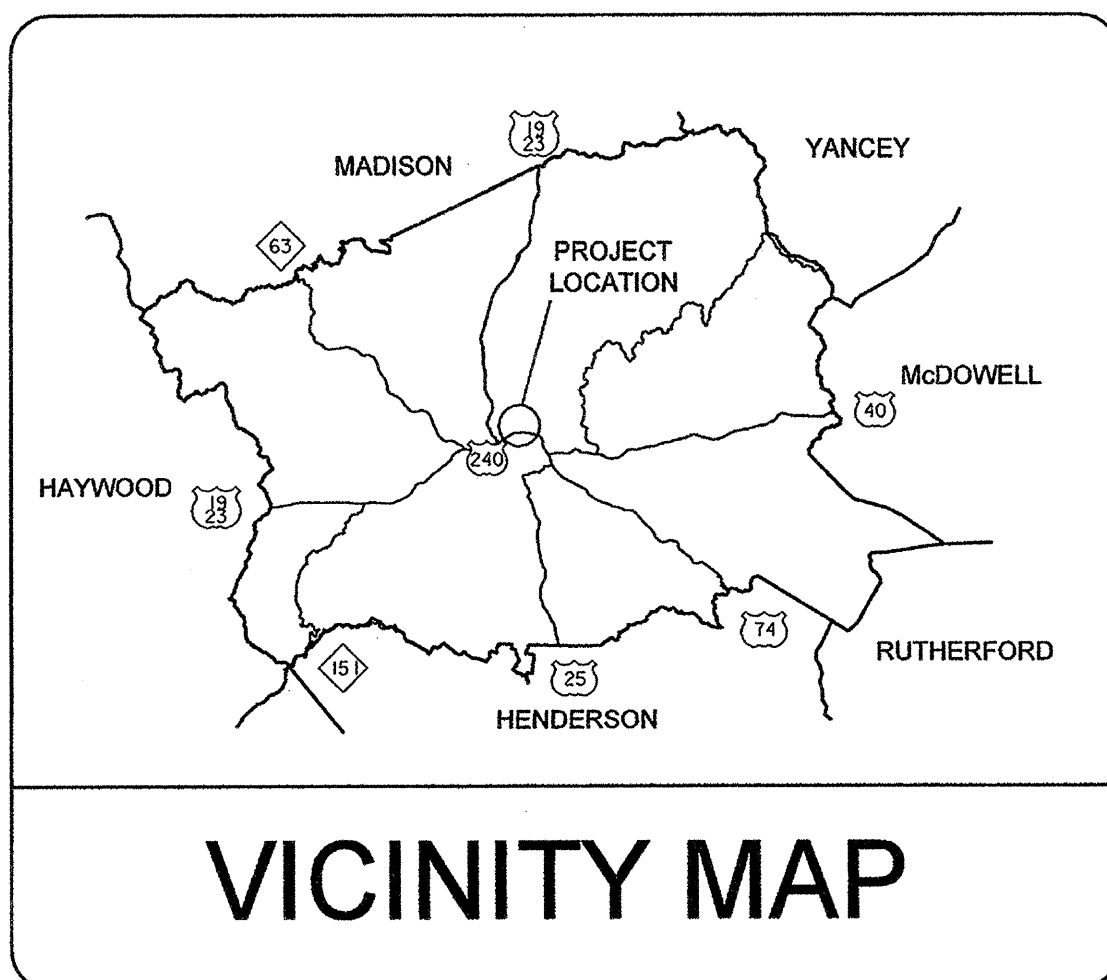 19
23
YANCEY
MADISON
63
PROJECT
LOCATION
McDOWELL
40
240
HAYWOOD
19
23
74
RUTHERFORD
151
25
HENDERSON
VICINITY MAP